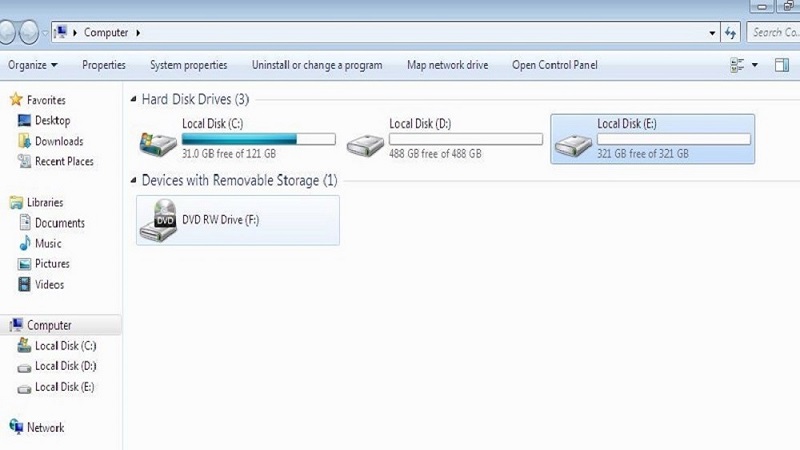 Computer
Search Co...
Organize
Properties
System properties
Uninstall or change a program
Map network drive
Open Control Panel
Favorites
Desktop
Downloads
Recent Places
Libraries
Documents
Music
Pictures
Videos
Computer
Local Disk (C:)
Local Disk (D:)
Local Disk (E:)
Network
Hard Disk Drives (3)
Local Disk (C:)
31.0 GB free of 121 GB
Local Disk (D:)
488 GB free of 488 GB
Local Disk (E:)
321 GB free of 321 GB
Devices with Removable Storage (1)
DVD
DVD RW Drive (F:)